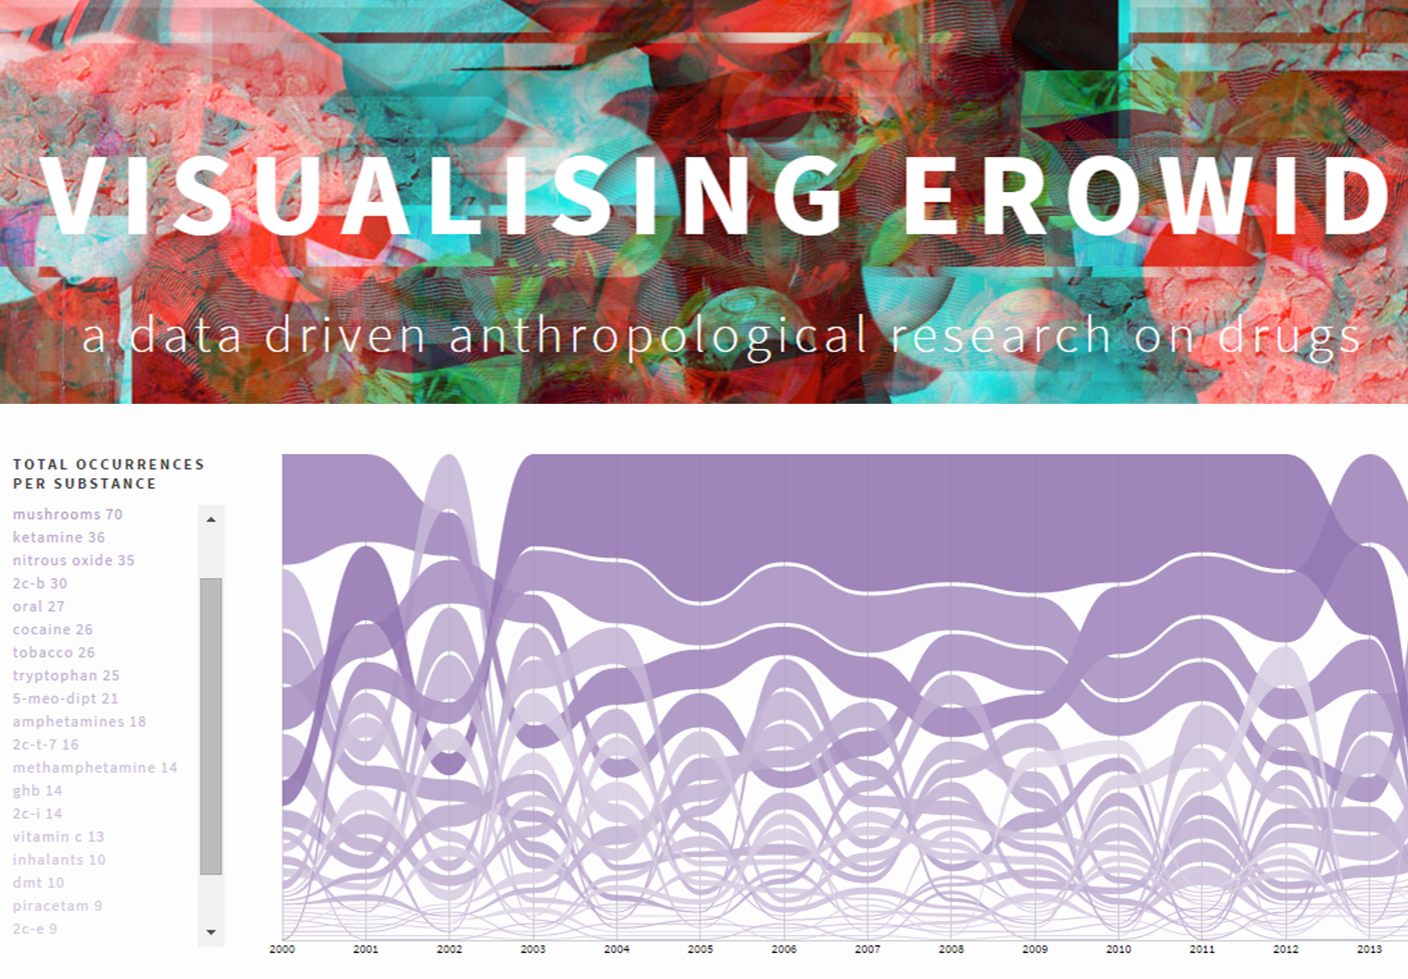 VISUALISING EROWID
a data driven anthropological research on drugs
TOTAL OCCURRENCES
PER SUBSTANCE
mushrooms 70
ketamine 36
nitrous oxide 35
2c-b 30
oral 27
cocaine 26
tobacco 26
tryptophan 25
5-meo-dipt 21
amphetamines 18
2c-t-7 16
methamphetamine 14
ghb 14
2c-i 14
vitamin c 13
inhalants 10
dmt 10
piracetam 9
2c-e 9
2000 2001 2002 2003 2004 2005 2006 2007 2008 2009 2010 2011 2012 2013